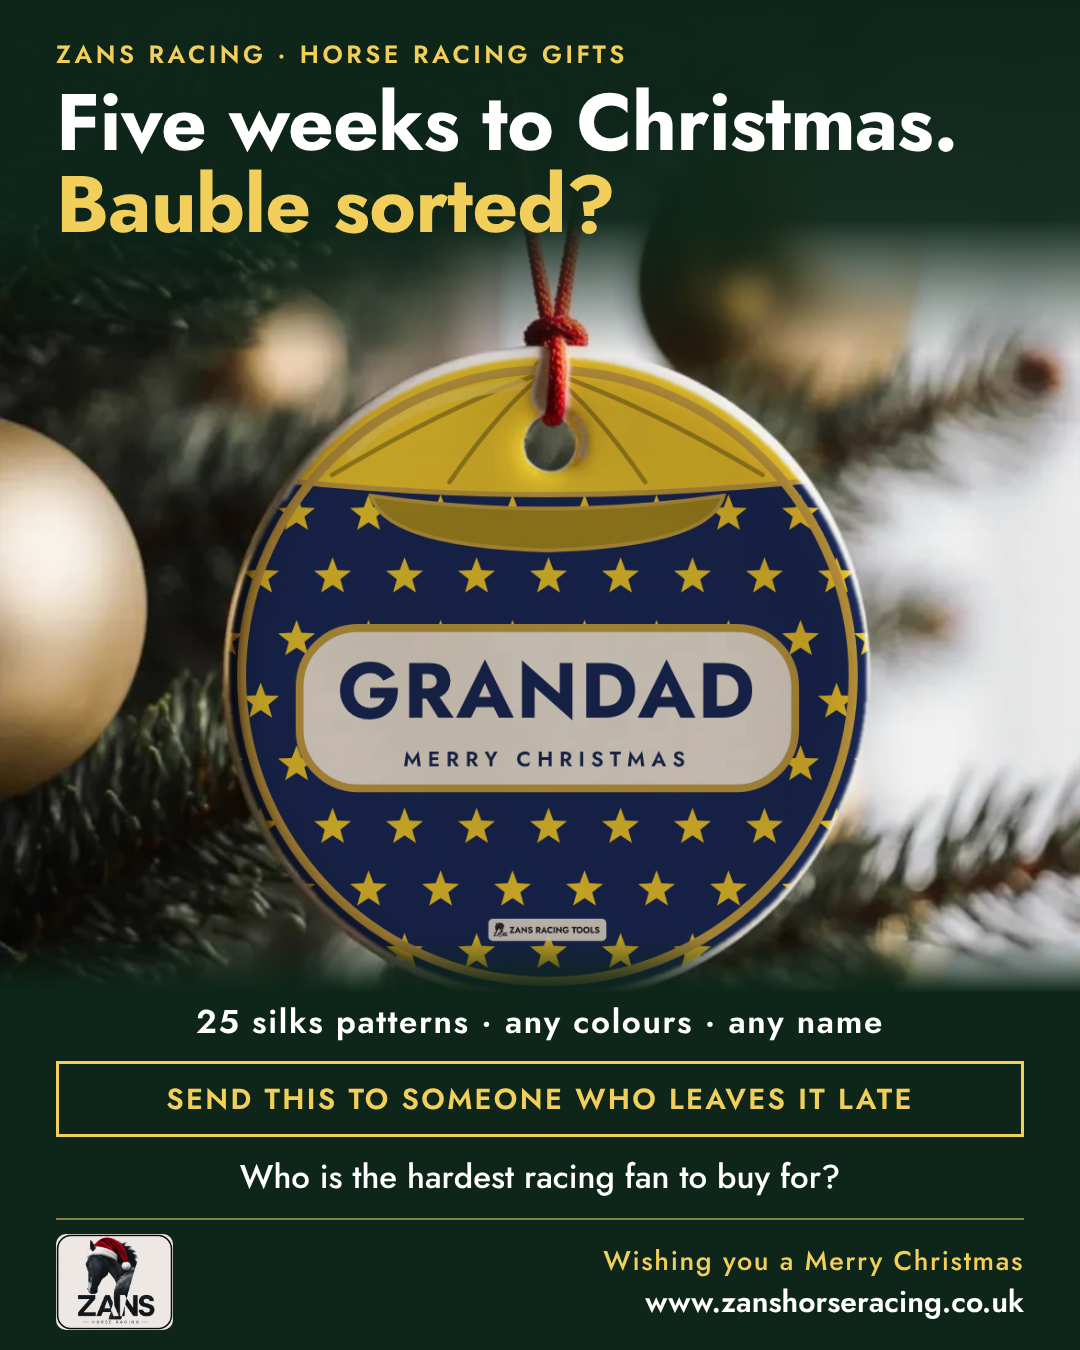 ZANS RACING · HORSE RACING GIFTS
Five weeks to Christmas.
Bauble sorted?
GRANDAD
MERRY CHRISTMAS
ZANS RACING TOOLS
25 silks patterns · any colours · any name
SEND THIS TO SOMEONE WHO LEAVES IT LATE
Who is the hardest racing fan to buy for?
ZANS
HORSE RACING
Wishing you a Merry Christmas
www.zanshorseracing.co.uk